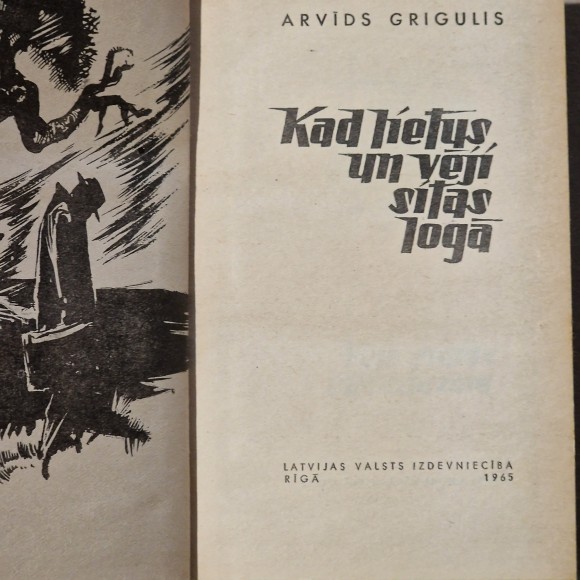 ARVĪDS GRIGULIS
Kad lietus
un vēji
sitas
logā
LATVIJAS VALSTS IZDEVNIECĪBA
RĪGĀ 1965